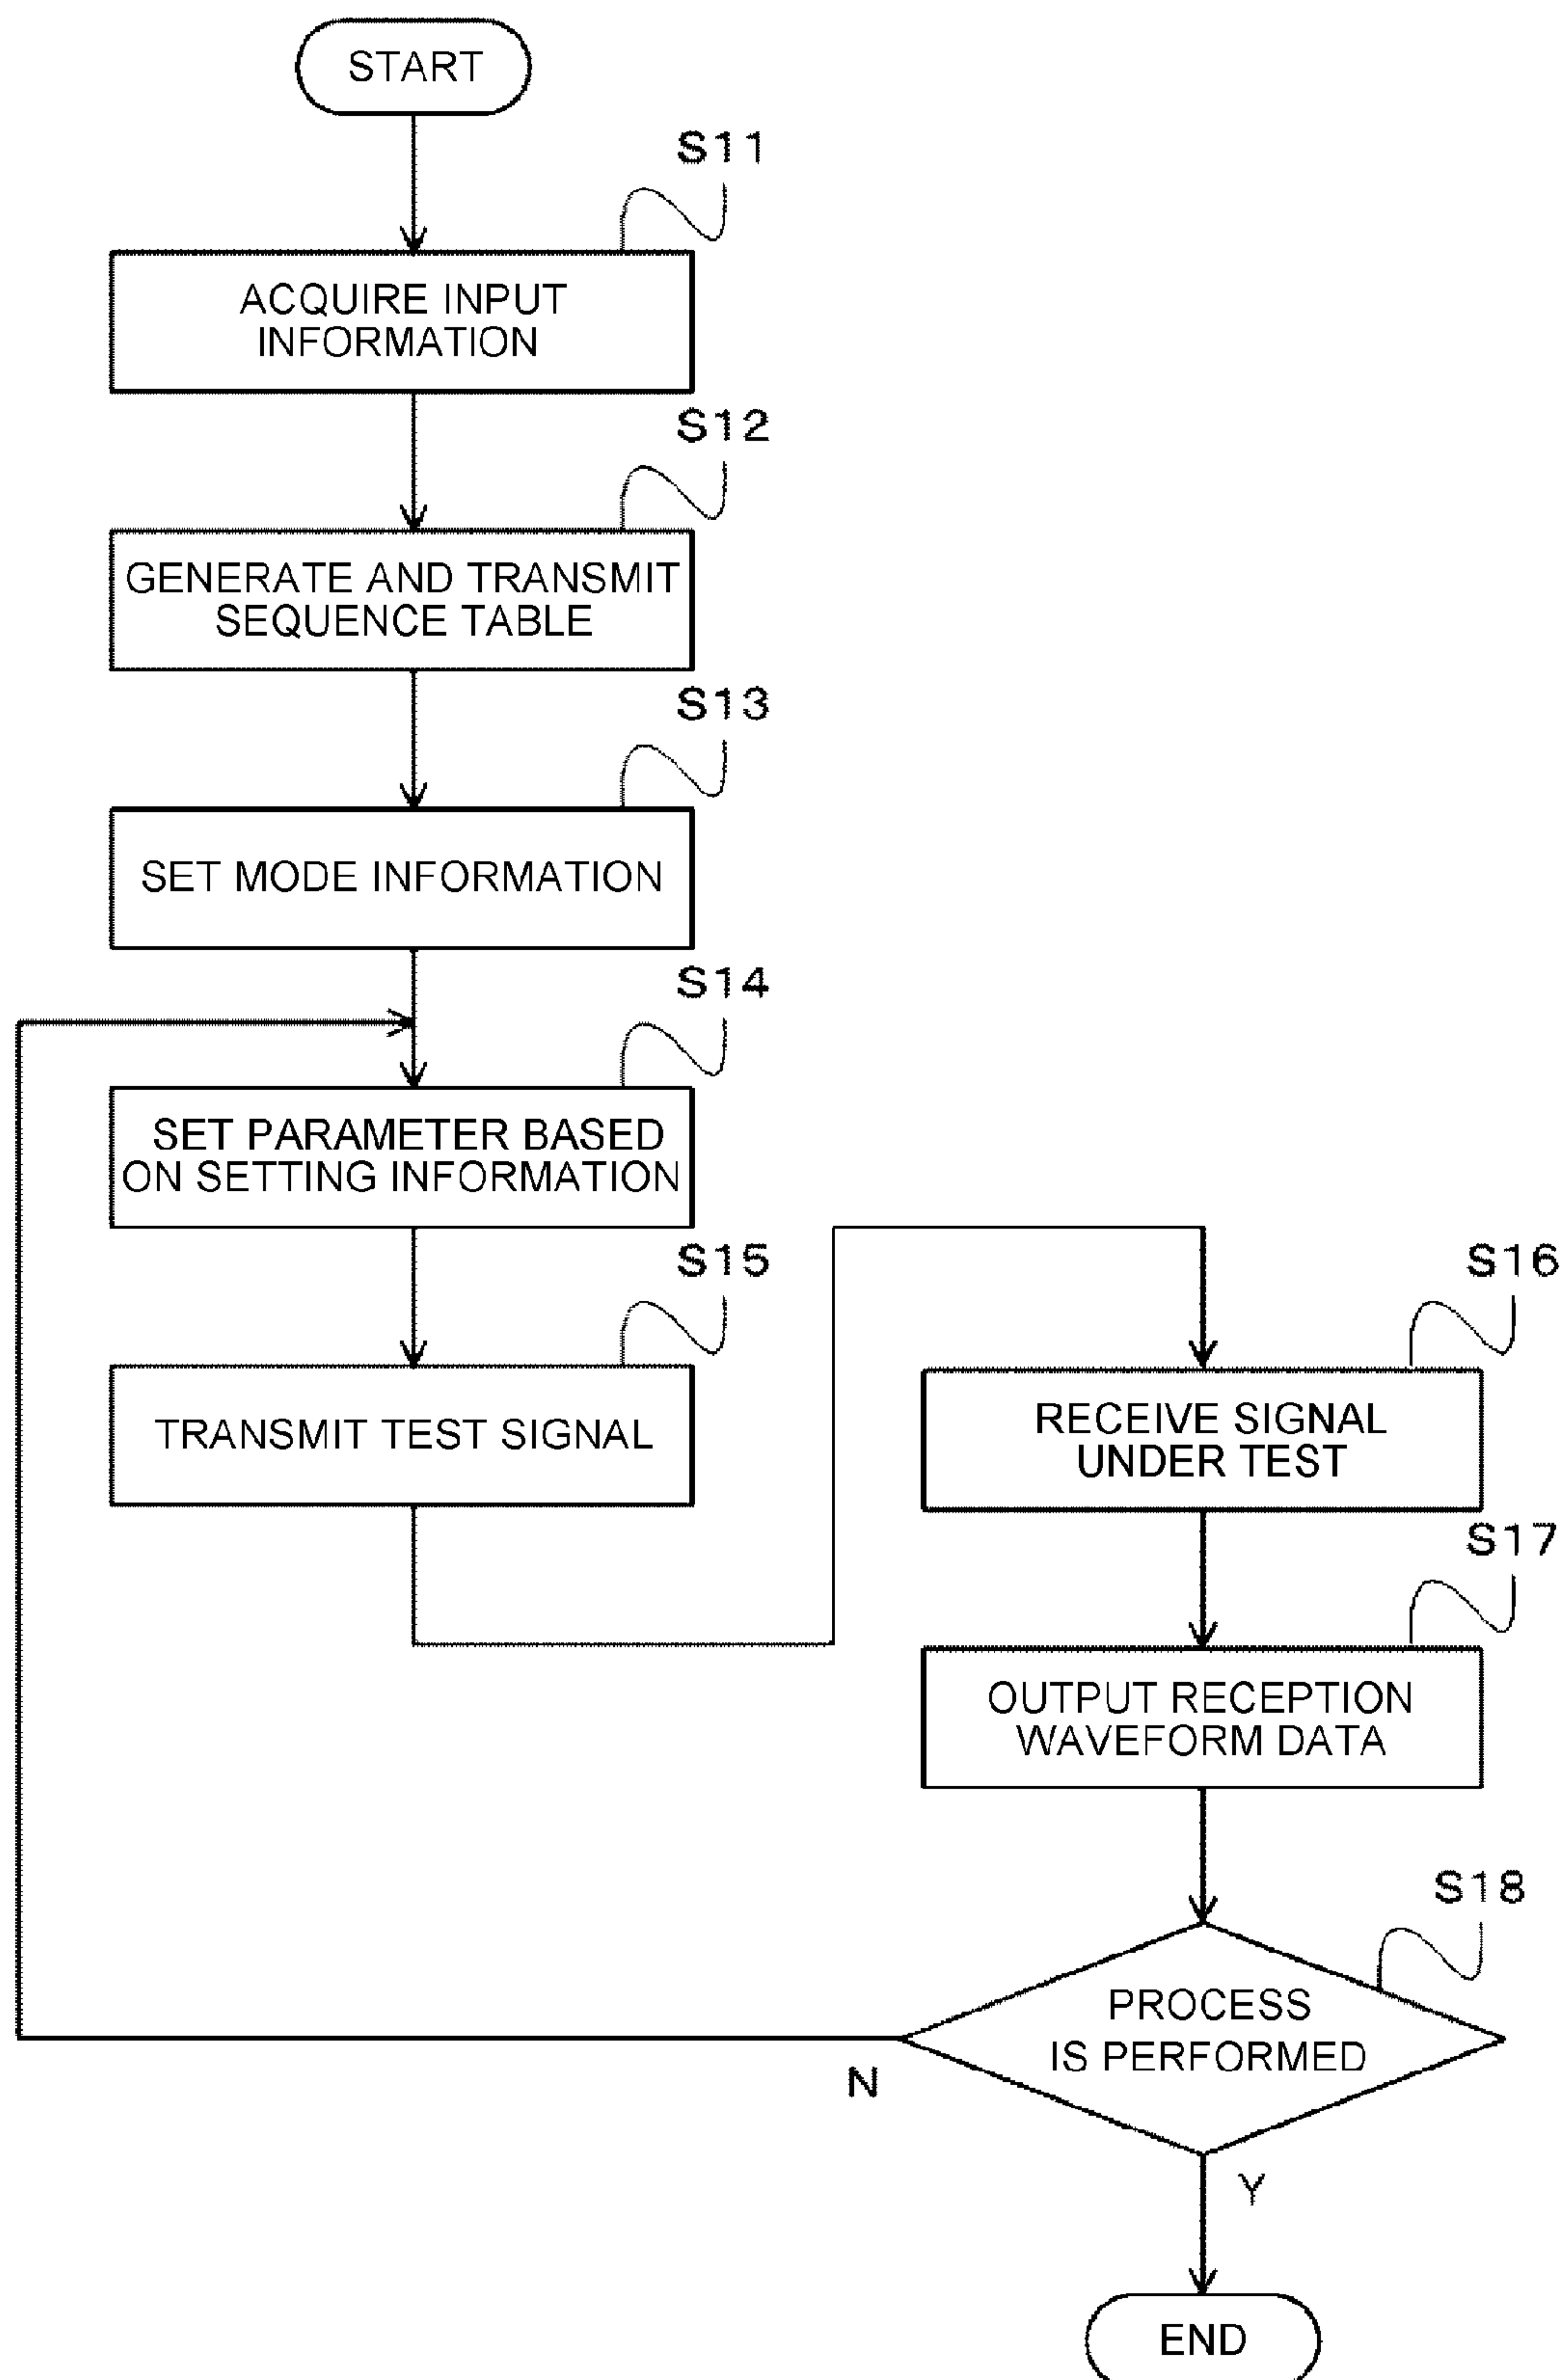 START
S11
ACQUIRE INPUT
INFORMATION
S12
GENERATE AND TRANSMIT
SEQUENCE TABLE
S13
SET MODE INFORMATION
S14
SET PARAMETER BASED
ON SETTING INFORMATION
S15
TRANSMIT TEST SIGNAL
S16
RECEIVE SIGNAL
UNDER TEST
S17
OUTPUT RECEPTION
WAVEFORM DATA
S18
PROCESS
IS PERFORMED
N
Y
END